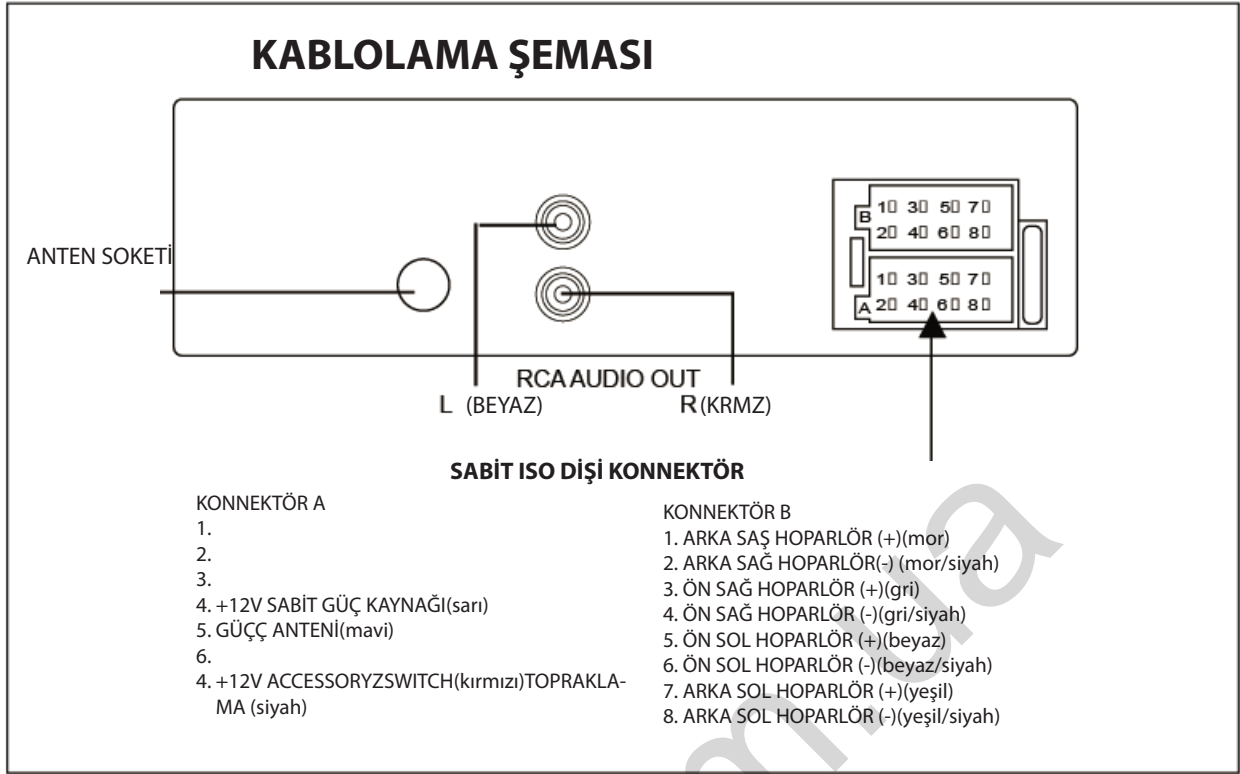 KABLOLAMA ŞEMASI
B 1 3 5 7
2 4 6 8
ANTEN SOKETİ
1 3 5 7
A 2 4 6 8
RCA AUDIO OUT
L (BEYAZ) R (KRMZ)
SABİT ISO DİŞİ KONNEKTÖR
KONNEKTÖR A
1.
2.
3.
4. +12V SABİT GÜÇ KAYNAĞI(sarı)
5. GÜÇÇ ANTENİ(mavi)
6.
4. +12V ACCESSORYZSWITCH(kırmızı)TOPRAKLA-
MA (siyah)
KONNEKTÖR B
1. ARKA SAŞ HOPARLÖR (+)(mor)
2. ARKA SAĞ HOPARLÖR(-) (mor/siyah)
3. ÖN SAĞ HOPARLÖR (+)(gri)
4. ÖN SAĞ HOPARLÖR (-)(gri/siyah)
5. ÖN SOL HOPARLÖR (+)(beyaz)
6. ÖN SOL HOPARLÖR (-)(beyaz/siyah)
7. ARKA SOL HOPARLÖR (+)(yeşil)
8. ARKA SOL HOPARLÖR (-)(yeşil/siyah)
m.ua